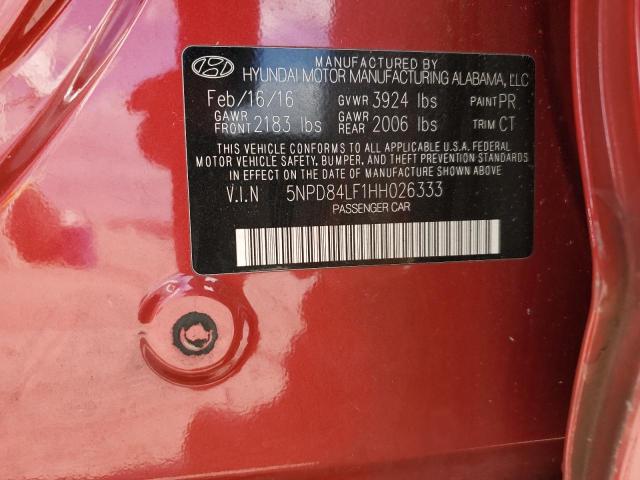 MANUFACTURED BY
HYUNDAI MOTOR MANUFACTURING ALABAMA, LLC
Feb/16/16 GVWR 3924 lbs PAINT PR
GAWR FRONT 2183 lbs GAWR REAR 2006 lbs TRIM CT
THIS VEHICLE CONFORMS TO ALL APPLICABLE U.S.A. FEDERAL
MOTOR VEHICLE SAFETY, BUMPER, AND THEFT PREVENTION
STANDARDS IN EFFECT ON THE DATE OF MANUFACTURE SHOWN ABOVE
V.I.N 5NPD84LF1HH026333
PASSENGER CAR